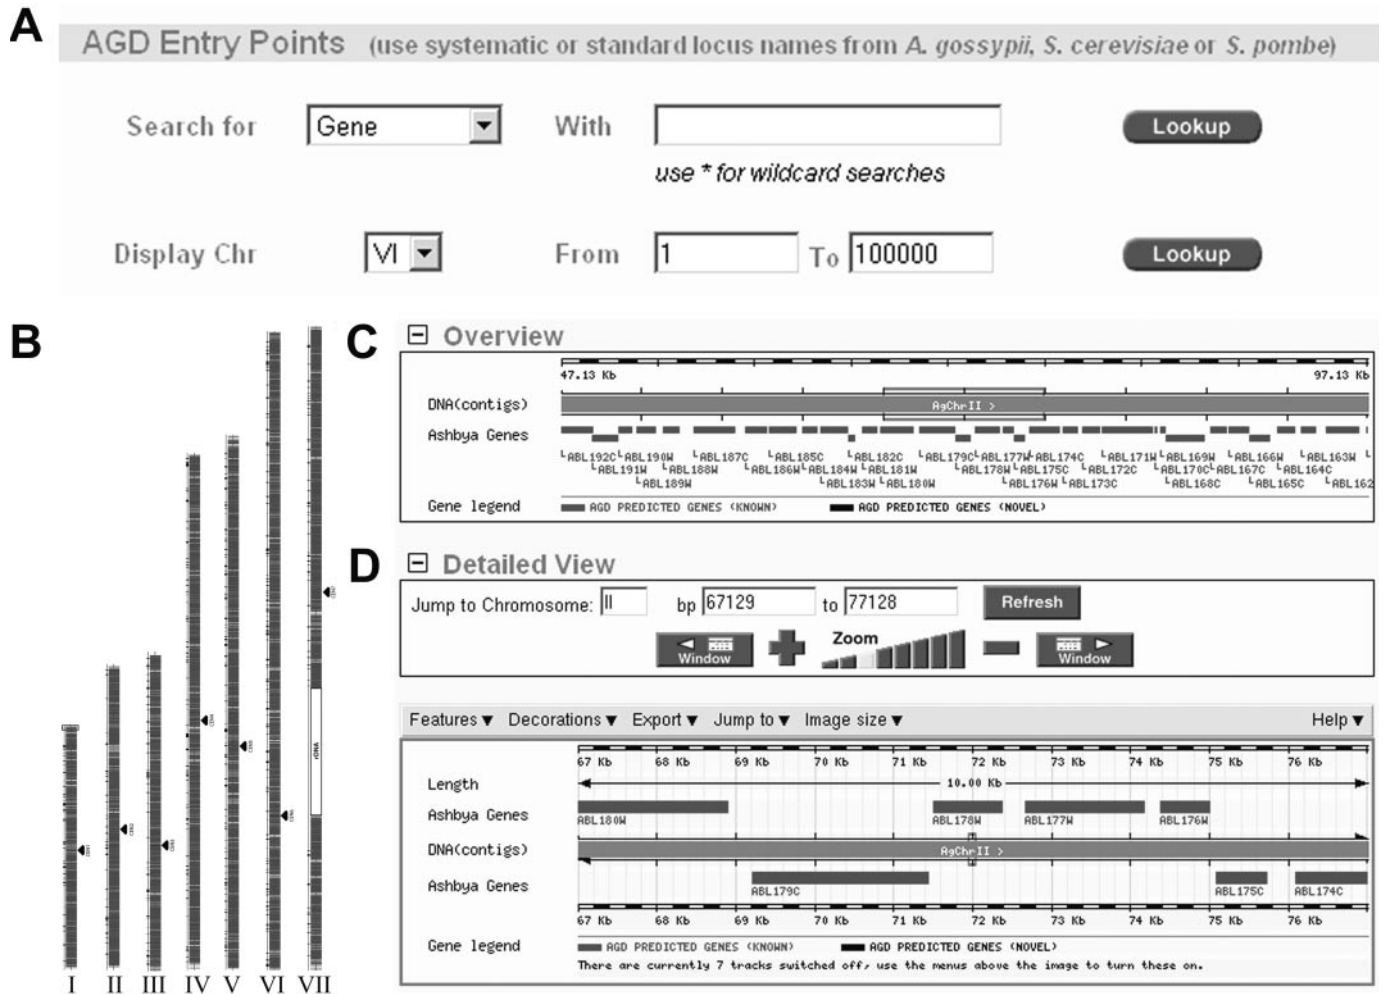 A
AGD Entry Points (use systematic or standard locus names from A. gossypii, S. cerevisiae or S. pombe)
Search for Gene With Lookup
use * for wildcard searches
Display Chr VI From 1 To 100000 Lookup
B
I II III IV V VI VII
C
Overview
47.13 Kb 97.13 Kb
DNA(contigs) AgChrII >
Ashbya Genes
ABL192C ABL190W ABL187C ABL185C ABL182C ABL179C ABL177W ABL174C ABL171W ABL169W ABL166W ABL163W
ABL191W ABL188W ABL186W ABL184W ABL181W ABL178W ABL175C ABL172C ABL170C ABL167C ABL164C
ABL189W ABL183W ABL180W ABL176W ABL173C ABL168C ABL165C ABL162
Gene legend AGD PREDICTED GENES (KNOWN) AGD PREDICTED GENES (NOVEL)
D
Detailed View
Jump to Chromosome: II bp 67129 to 77128 Refresh
Window Zoom Window
Features Decorations Export Jump to Image size Help
67 Kb 68 Kb 69 Kb 70 Kb 71 Kb 72 Kb 73 Kb 74 Kb 75 Kb 76 Kb
Length 10.00 Kb
Ashbya Genes
ABL180W ABL178W ABL177W ABL176W
DNA(contigs) AgChrII >
Ashbya Genes
ABL179C ABL175C ABL174C
67 Kb 68 Kb 69 Kb 70 Kb 71 Kb 72 Kb 73 Kb 74 Kb 75 Kb 76 Kb
Gene legend AGD PREDICTED GENES (KNOWN) AGD PREDICTED GENES (NOVEL)
There are currently 7 tracks switched off, use the menus above the image to turn these on.